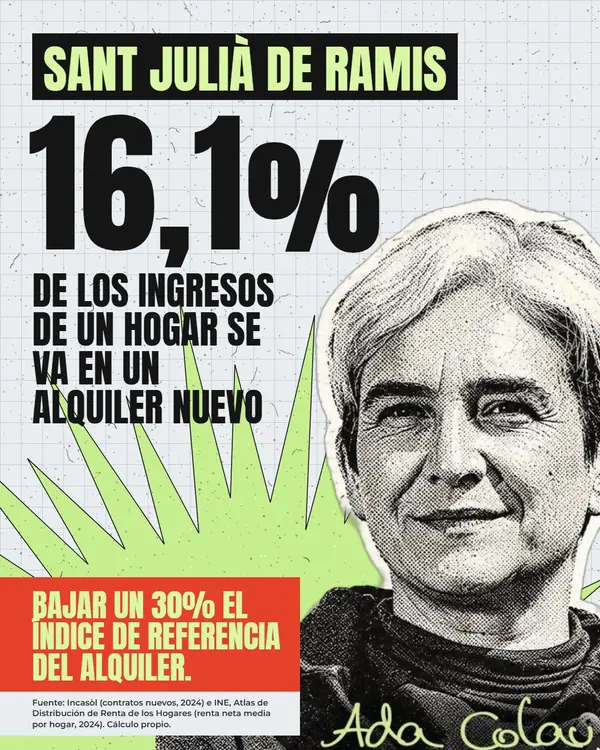 SANT JULIÀ DE RAMIS
16,1%
DE LOS INGRESOS
DE UN HOGAR SE
VA EN UN
ALQUILER NUEVO
BAJAR UN 30% EL
ÍNDICE DE REFERENCIA
DEL ALQUILER.
Fuente: Incasòl (contratos nuevos, 2024) e INE, Atlas de
Distribución de Renta de los Hogares (renta neta media
por hogar, 2024). Cálculo propio.
Ada Colau